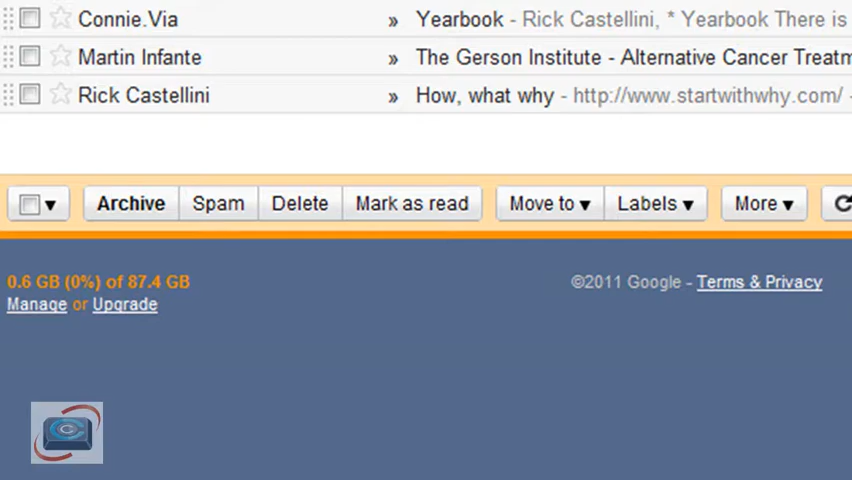 Connie.Via » Yearbook - Rick Castellini, * Yearbook There is
Martin Infante » The Gerson Institute - Alternative Cancer Treatm
Rick Castellini » How, what why - http://www.startwithwhy.com/ -
Archive Spam Delete Mark as read Move to ▼ Labels ▼ More ▼
0.6 GB (0%) of 87.4 GB ©2011 Google - Terms & Privacy
Manage or Upgrade